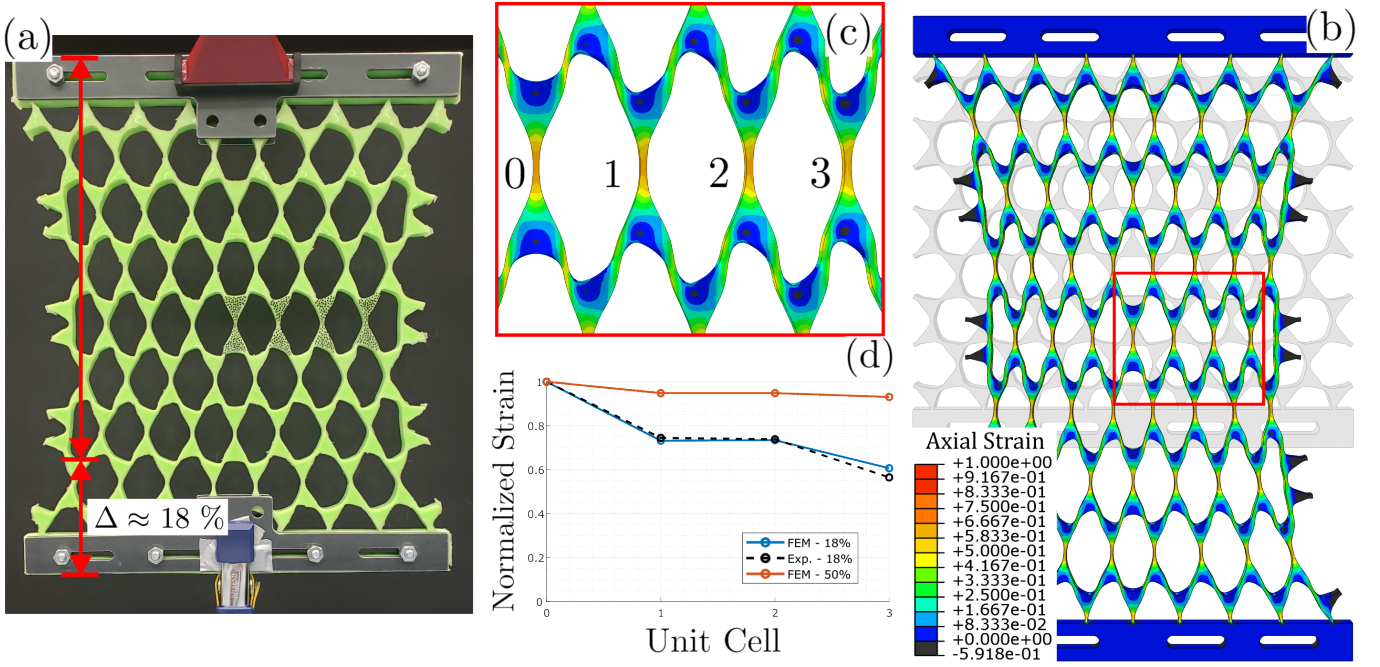 (a)
Δ ≈ 18 %
(c)
0 1 2 3
(d)
Normalized Strain
1
0.8
0.6
0.4
0.2
0
0 1 2 3
Unit Cell
FEM - 18%
Exp. - 18%
FEM - 50%
(b)
Axial Strain
+1.000e+00
+9.167e-01
+8.333e-01
+7.500e-01
+6.667e-01
+5.833e-01
+5.000e-01
+4.167e-01
+3.333e-01
+2.500e-01
+1.667e-01
+8.333e-02
+0.000e+00
-5.918e-01